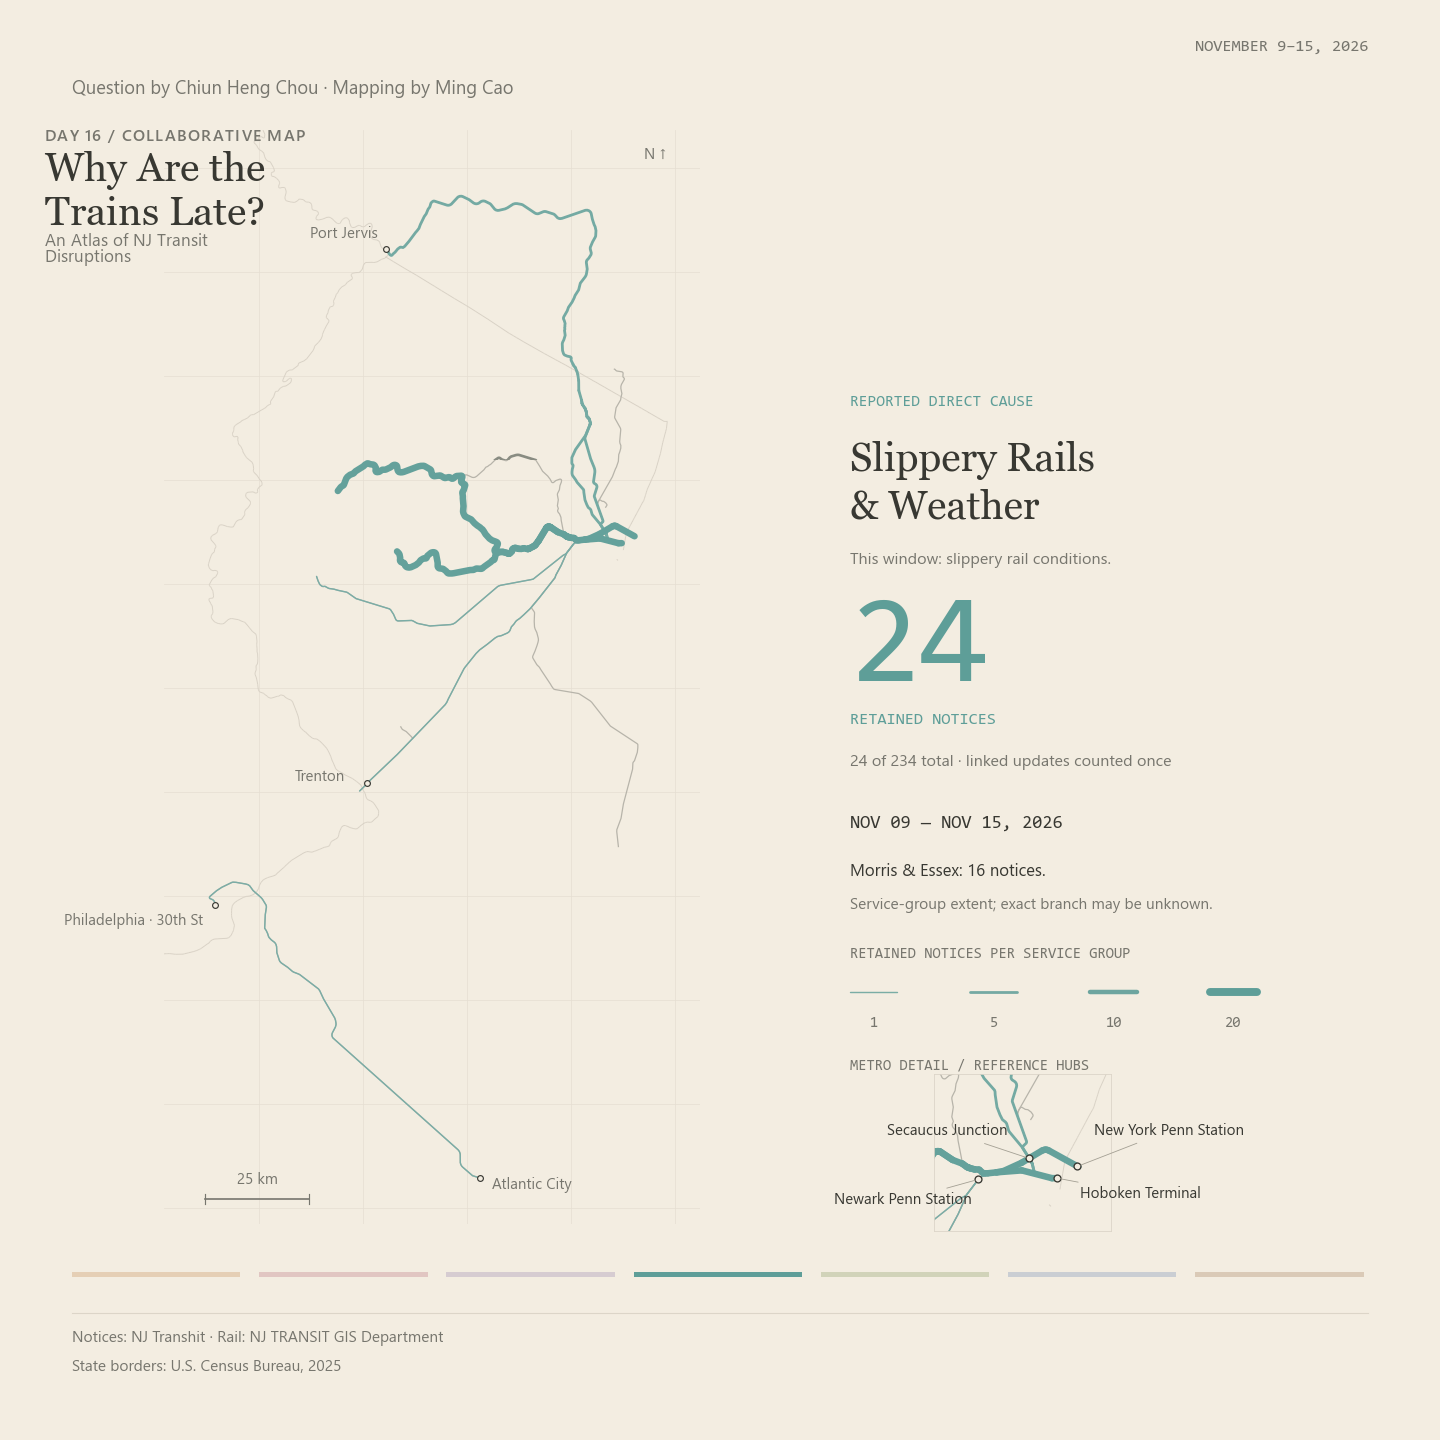 NOVEMBER 9–15, 2026
Question by Chiun Heng Chou · Mapping by Ming Cao
DAY 16 / COLLABORATIVE MAP
Why Are the
Trains Late?
An Atlas of NJ Transit
Disruptions
N ↑
Port Jervis
Trenton
Philadelphia · 30th St
Atlantic City
25 km
REPORTED DIRECT CAUSE
Slippery Rails
& Weather
This window: slippery rail conditions.
24
RETAINED NOTICES
24 of 234 total · linked updates counted once
NOV 09 — NOV 15, 2026
Morris & Essex: 16 notices.
Service-group extent; exact branch may be unknown.
RETAINED NOTICES PER SERVICE GROUP
1 5 10 20
METRO DETAIL / REFERENCE HUBS
Secaucus Junction
New York Penn Station
Newark Penn Station
Hoboken Terminal
Notices: NJ Transhit · Rail: NJ TRANSIT GIS Department
State borders: U.S. Census Bureau, 2025